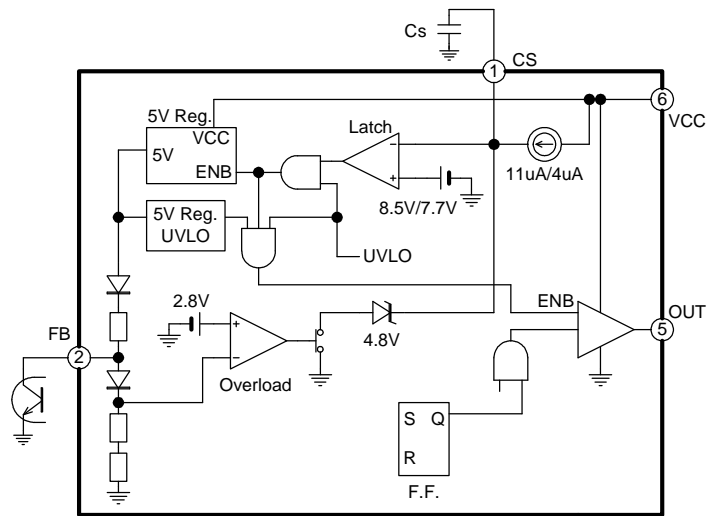 Cs
1
CS
6
VCC
5V Reg.
VCC
5V
ENB
Latch
−
+
11uA/4uA
8.5V/7.7V
5V Reg.
UVLO
UVLO
2.8V
+
−
Overload
4.8V
ENB
OUT
5
FB
2
S Q
R
F.F.